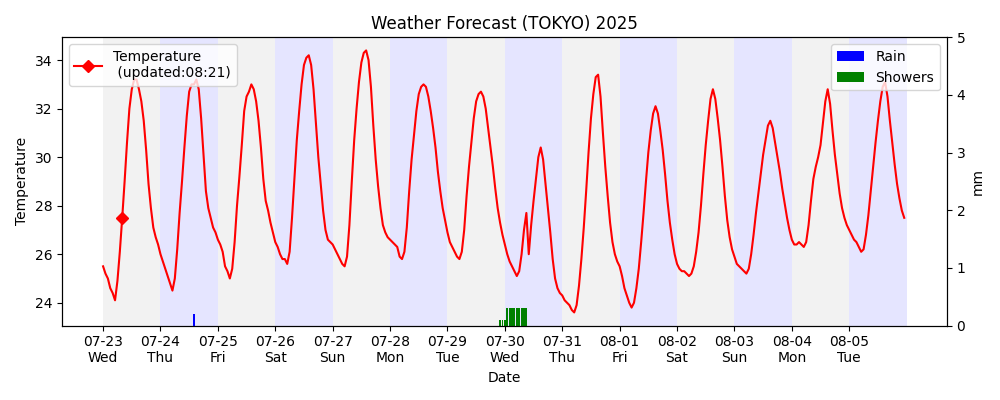 Weather Forecast (TOKYO) 2025
Temperature
(updated:08:21)
Rain
Showers
34
32
30
28
26
24
Temperature
5
4
3
2
1
0
mm
07-23 07-24 07-25 07-26 07-27 07-28 07-29 07-30 07-31 08-01 08-02 08-03 08-04 08-05
Wed Thu Fri Sat Sun Mon Tue Wed Thu Fri Sat Sun Mon Tue
Date